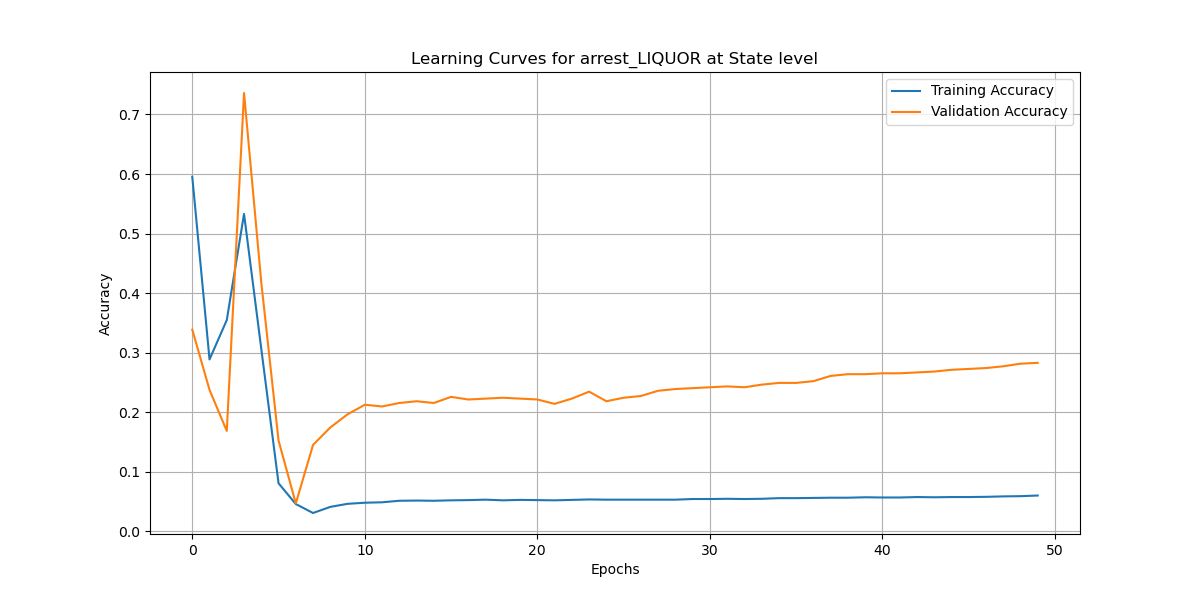 Learning Curves for arrest_LIQUOR at State level
Training Accuracy
Validation Accuracy
0.7
0.6
0.5
0.4
0.3
0.2
0.1
0.0
Accuracy
0 10 20 30 40 50
Epochs